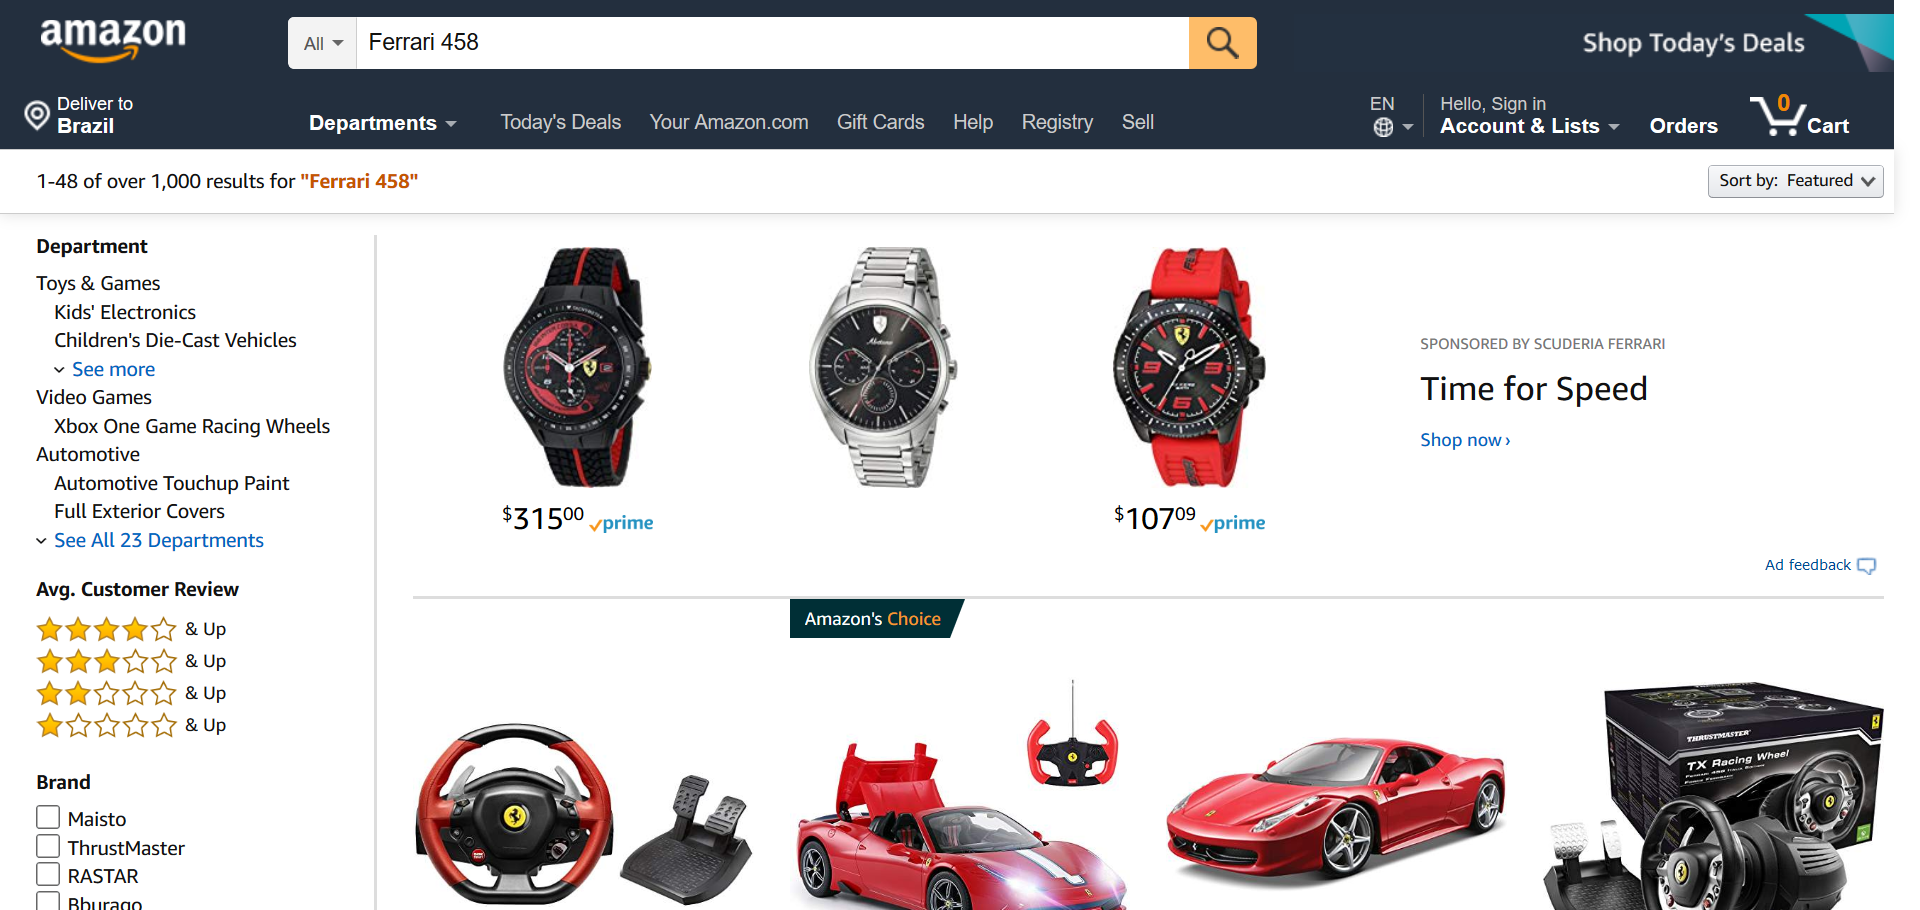 amazon
All
Ferrari 458
Shop Today's Deals
Deliver to
Brazil
Departments
Today's Deals
Your Amazon.com
Gift Cards
Help
Registry
Sell
EN
Hello, Sign in
Account & Lists
Orders
0
Cart
1-48 of over 1,000 results for "Ferrari 458"
Sort by: Featured
Department
Toys & Games
Kids' Electronics
Children's Die-Cast Vehicles
See more
Video Games
Xbox One Game Racing Wheels
Automotive
Automotive Touchup Paint
Full Exterior Covers
See All 23 Departments
Avg. Customer Review
& Up
& Up
& Up
& Up
Brand
Maisto
ThrustMaster
RASTAR
Bburago
$315 00 prime
$107 09 prime
SPONSORED BY SCUDERIA FERRARI
Time for Speed
Shop now ›
Ad feedback
Amazon's Choice
THRUSTMASTER
TX Racing Wheel